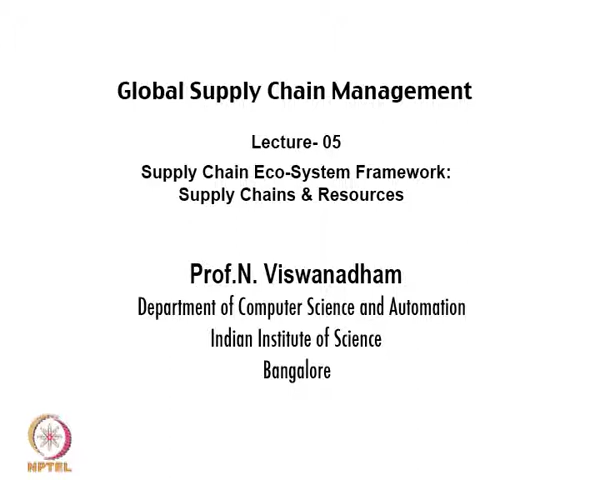 Global Supply Chain Management
Lecture- 05
Supply Chain Eco-System Framework:
Supply Chains & Resources
Prof.N. Viswanadham
Department of Computer Science and Automation
Indian Institute of Science
Bangalore
NPTEL